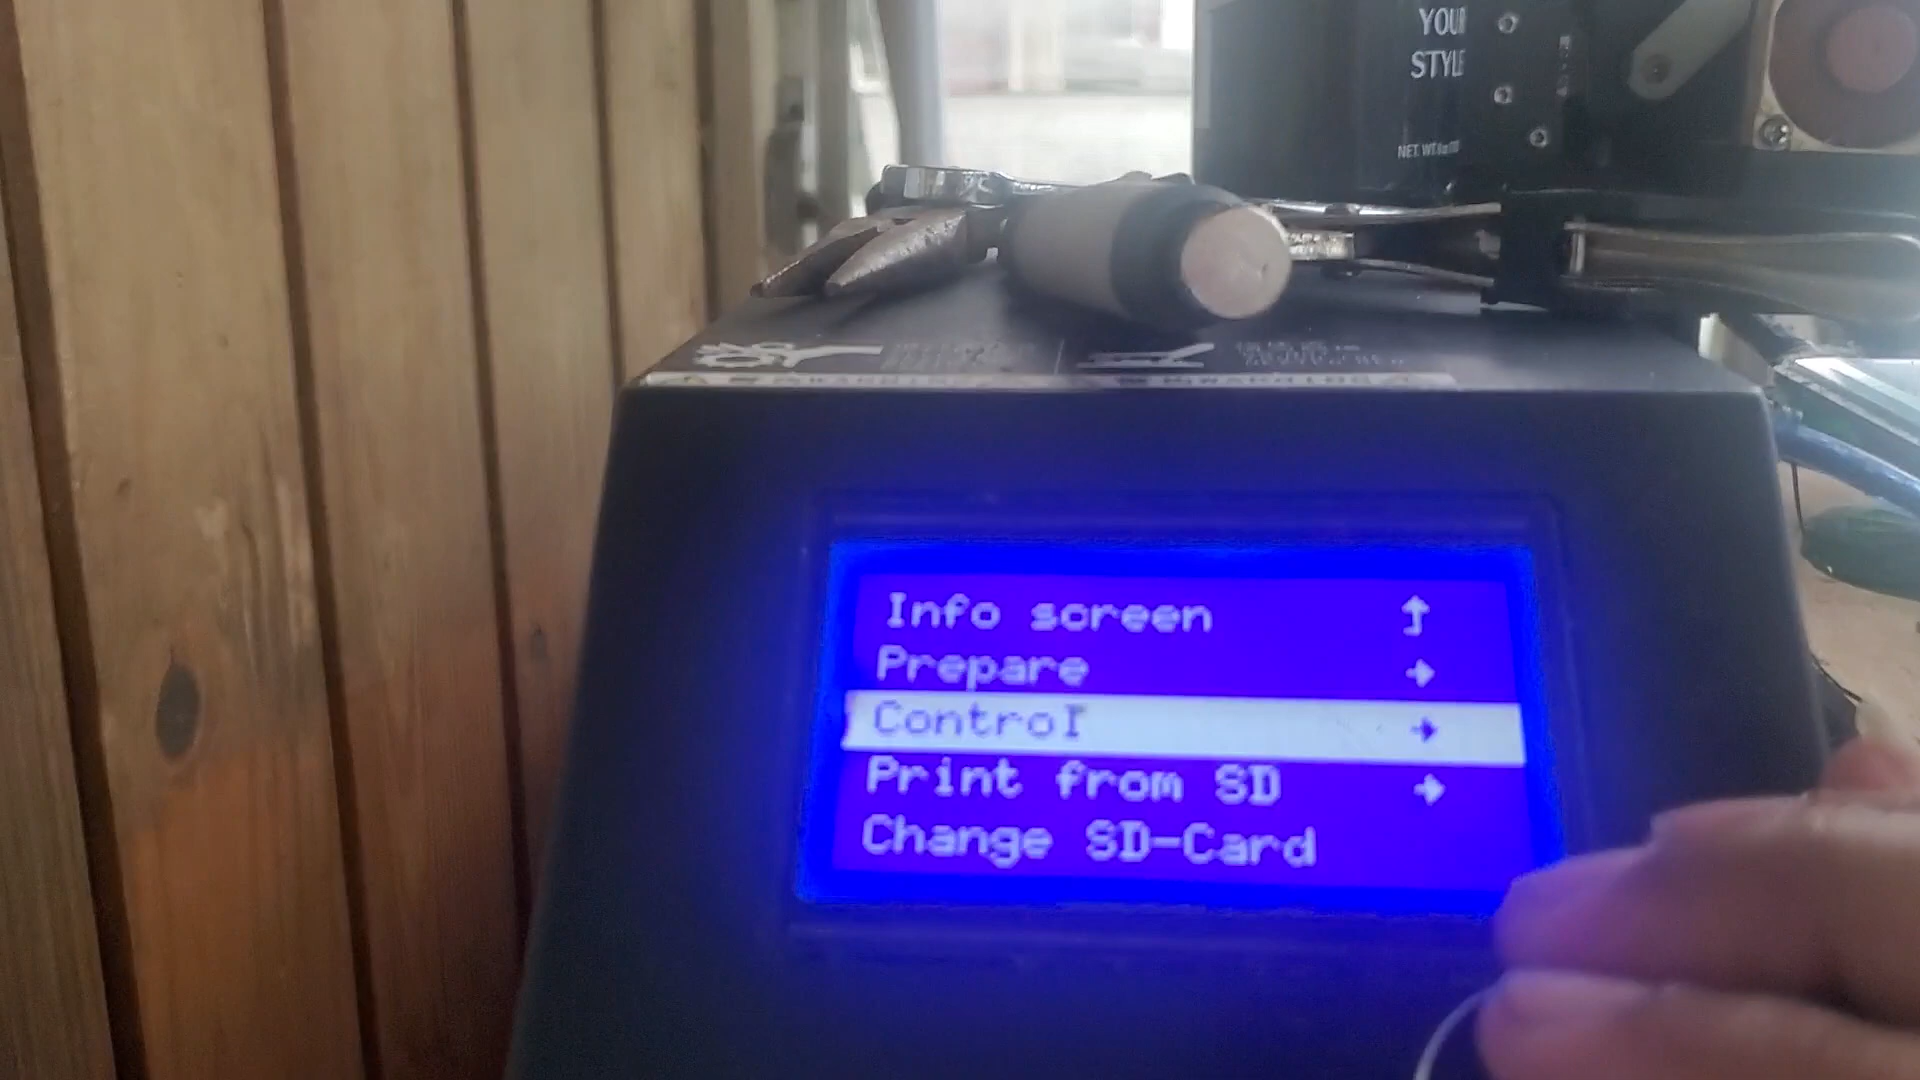 YOUR
STYLE
NET. WT
Info screen
Prepare
Control
Print from SD
Change SD-Card